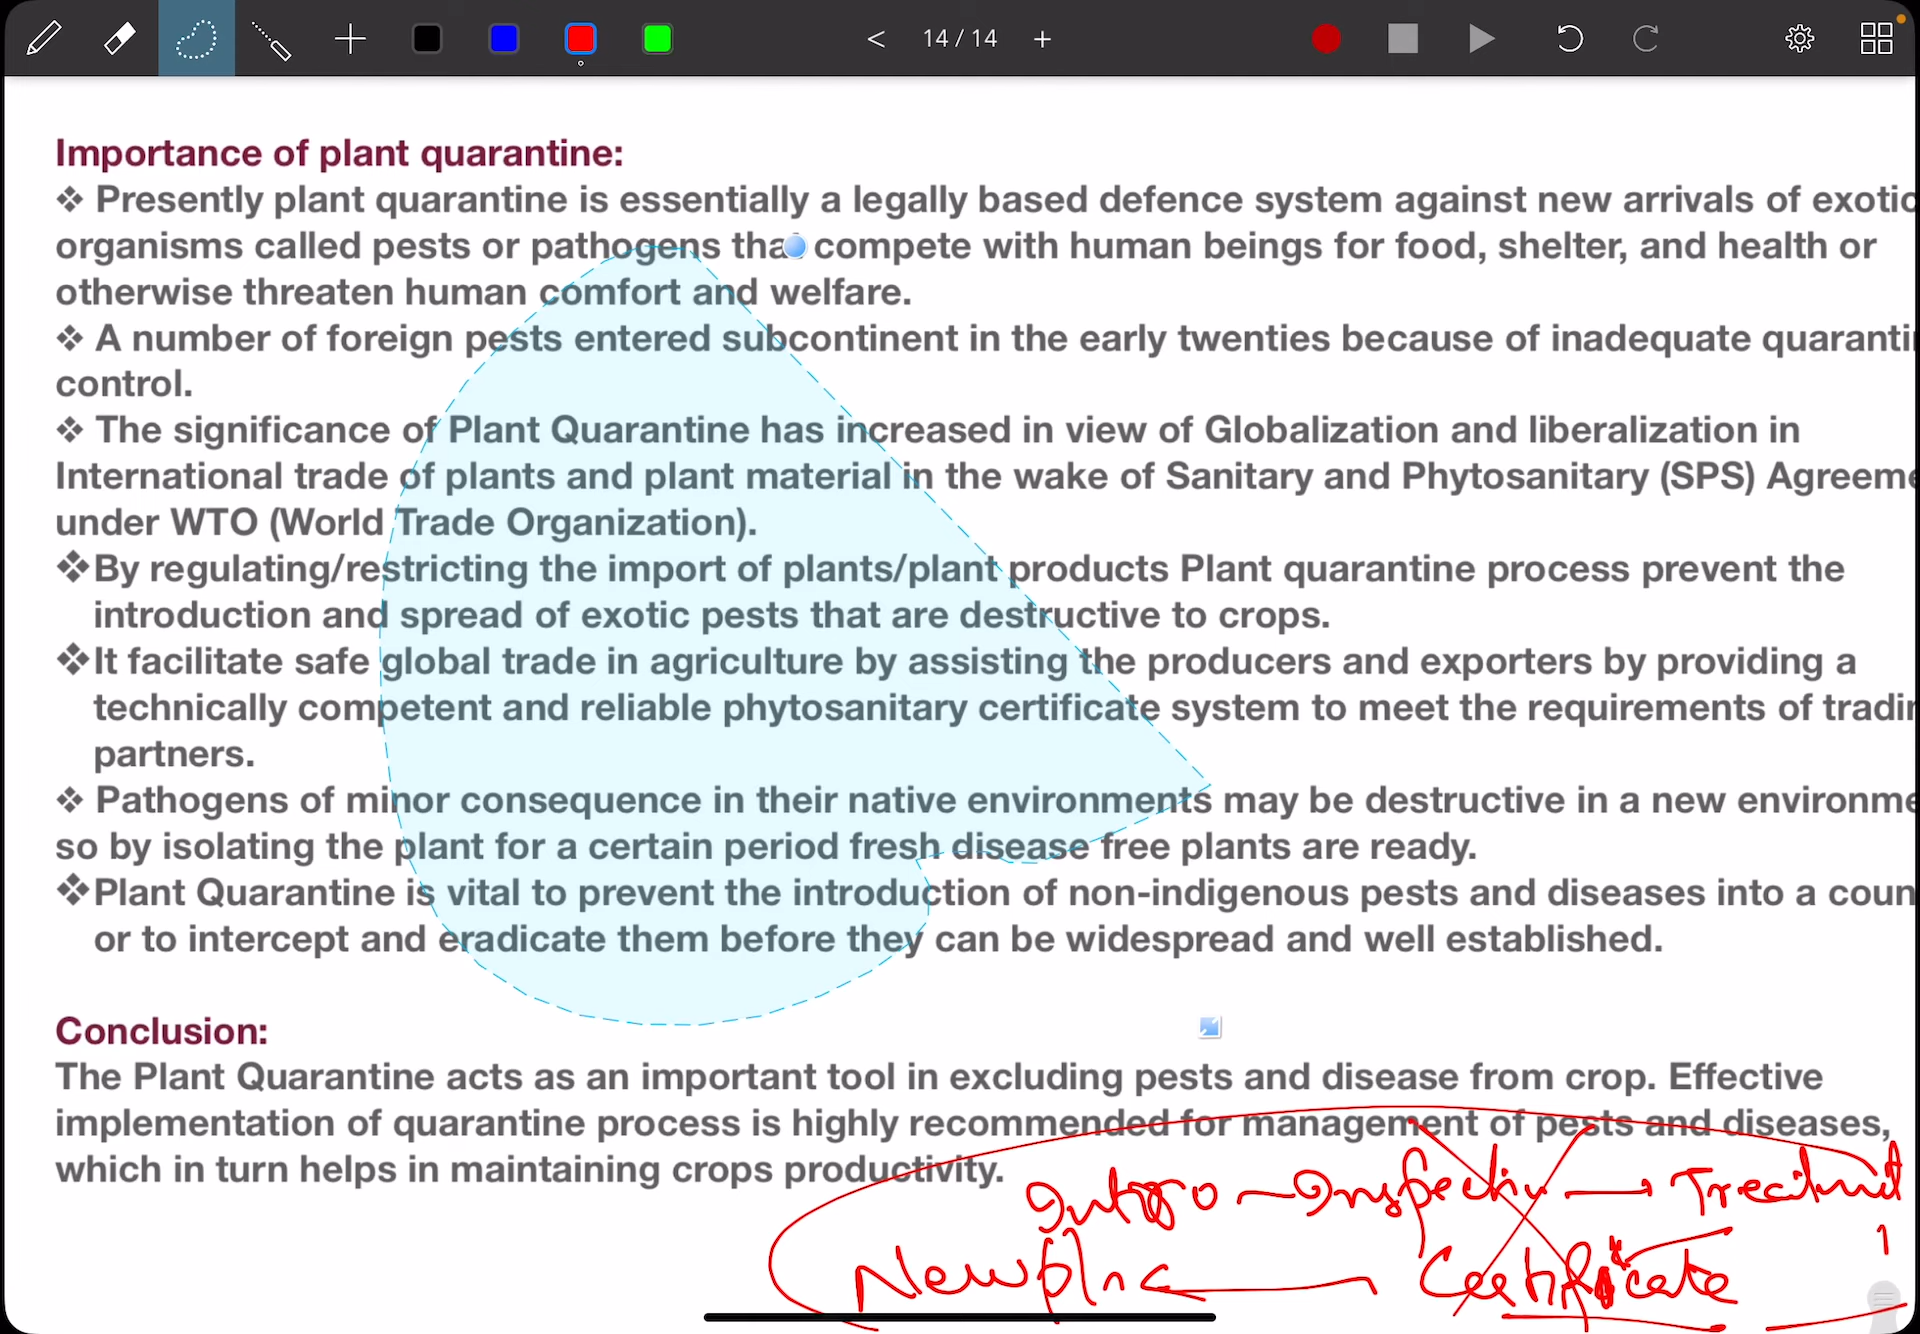 14 / 14
Importance of plant quarantine:
❖ Presently plant quarantine is essentially a legally based defence system against new arrivals of exotic
organisms called pests or pathogens that compete with human beings for food, shelter, and health or
otherwise threaten human comfort and welfare.
❖ A number of foreign pests entered subcontinent in the early twenties because of inadequate quaranti
control.
❖ The significance of Plant Quarantine has increased in view of Globalization and liberalization in
International trade of plants and plant material in the wake of Sanitary and Phytosanitary (SPS) Agreeme
under WTO (World Trade Organization).
❖By regulating/restricting the import of plants/plant products Plant quarantine process prevent the
introduction and spread of exotic pests that are destructive to crops.
❖It facilitate safe global trade in agriculture by assisting the producers and exporters by providing a
technically competent and reliable phytosanitary certificate system to meet the requirements of tradin
partners.
❖ Pathogens of minor consequence in their native environments may be destructive in a new environme
so by isolating the plant for a certain period fresh disease free plants are ready.
❖Plant Quarantine is vital to prevent the introduction of non-indigenous pests and diseases into a coun
or to intercept and eradicate them before they can be widespread and well established.
Conclusion:
The Plant Quarantine acts as an important tool in excluding pests and disease from crop. Effective
implementation of quarantine process is highly recommended for management of pests and diseases,
which in turn helps in maintaining crops productivity.
Intro
New Certificate